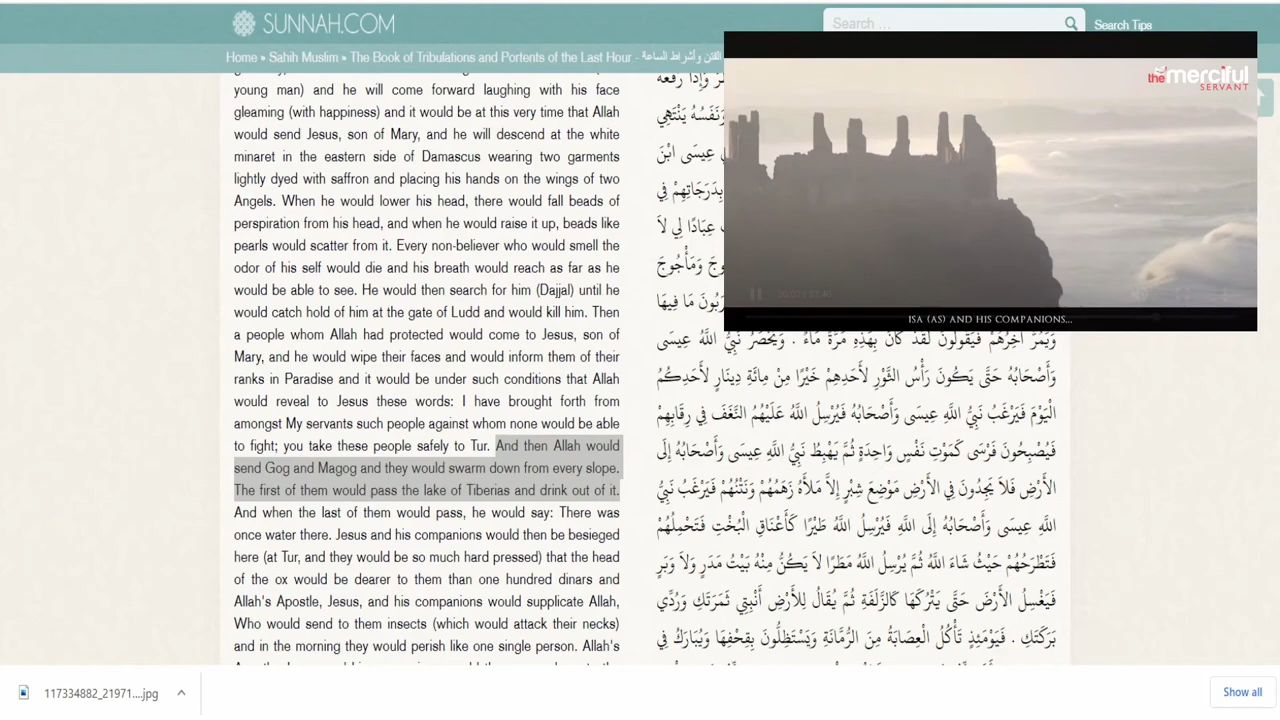 SUNNAH.COM
Search ...
Search Tips
Home » Sahih Muslim » The Book of Tribulations and Portents of the Last Hour - الفتن وأشراط الساعة
young man) and he will come forward laughing with his face
gleaming (with happiness) and it would be at this very time that Allah
would send Jesus, son of Mary, and he will descend at the white
minaret in the eastern side of Damascus wearing two garments
lightly dyed with saffron and placing his hands on the wings of two
Angels. When he would lower his head, there would fall beads of
perspiration from his head, and when he would raise it up, beads like
pearls would scatter from it. Every non-believer who would smell the
odor of his self would die and his breath would reach as far as he
would be able to see. He would then search for him (Dajjal) until he
would catch hold of him at the gate of Ludd and would kill him. Then
a people whom Allah had protected would come to Jesus, son of
Mary, and he would wipe their faces and would inform them of their
ranks in Paradise and it would be under such conditions that Allah
would reveal to Jesus these words: I have brought forth from
amongst My servants such people against whom none would be able
to fight; you take these people safely to Tur. And then Allah would
send Gog and Magog and they would swarm down from every slope.
The first of them would pass the lake of Tiberias and drink out of it.
And when the last of them would pass, he would say: There was
once water there. Jesus and his companions would then be besieged
here (at Tur, and they would be so much hard pressed) that the head
of the ox would be dearer to them than one hundred dinars and
Allah's Apostle, Jesus, and his companions would supplicate Allah,
Who would send to them insects (which would attack their necks)
and in the morning they would perish like one single person. Allah's
رَ وَإِذَا رَفَعَهُ
وَنَفَسُهُ يَنْتَهِي
عِيسَى ابْنَ
بِدَرَجَاتِهِمْ فِي
عِبَادًا لِي لاَ
وَمَأْجُوجَ
مَا فِيهَا
وَيَمُرُّ آخِرُهُمْ فَيَقُولُونَ لَقَدْ كَانَ بِهَذِهِ مَرَّةً مَاءٌ . وَيُحْصَرُ نَبِيُّ اللَّهِ عِيسَى
وَأَصْحَابُهُ حَتَّى يَكُونَ رَأْسُ الثَّوْرِ لأَحَدِهِمْ خَيْرًا مِنْ مِائَةِ دِينَارٍ لأَحَدِكُمُ
الْيَوْمَ فَيَرْغَبُ نَبِيُّ اللَّهِ عِيسَى وَأَصْحَابُهُ فَيُرْسِلُ اللَّهُ عَلَيْهِمُ النَّغَفَ فِي رِقَابِهِمْ
فَيُصْبِحُونَ فَرْسَى كَمَوْتِ نَفْسٍ وَاحِدَةٍ ثُمَّ يَهْبِطُ نَبِيُّ اللَّهِ عِيسَى وَأَصْحَابُهُ إِلَى
الأَرْضِ فَلاَ يَجِدُونَ فِي الأَرْضِ مَوْضِعَ شِبْرٍ إِلاَّ مَلأَهُ زَهَمُهُمْ وَنَتْنُهُمْ فَيَرْغَبُ نَبِيُّ
اللَّهِ عِيسَى وَأَصْحَابُهُ إِلَى اللَّهِ فَيُرْسِلُ اللَّهُ طَيْرًا كَأَعْنَاقِ الْبُخْتِ فَتَحْمِلُهُمْ
فَتَطْرَحُهُمْ حَيْثُ شَاءَ اللَّهُ ثُمَّ يُرْسِلُ اللَّهُ مَطَرًا لاَ يَكُنُّ مِنْهُ بَيْتُ مَدَرٍ وَلاَ وَبَرٍ
فَيَغْسِلُ الأَرْضَ حَتَّى يَتْرُكَهَا كَالزَّلَفَةِ ثُمَّ يُقَالُ لِلأَرْضِ أَنْبِتِي ثَمَرَتَكِ وَرُدِّي
بَرَكَتَكِ . فَيَوْمَئِذٍ تَأْكُلُ الْعِصَابَةُ مِنَ الرُّمَّانَةِ وَيَسْتَظِلُّونَ بِقِحْفِهَا وَيُبَارَكُ فِي
the merciful
SERVANT
ISA (AS) AND HIS COMPANIONS...
117334882_21971....jpg
Show all